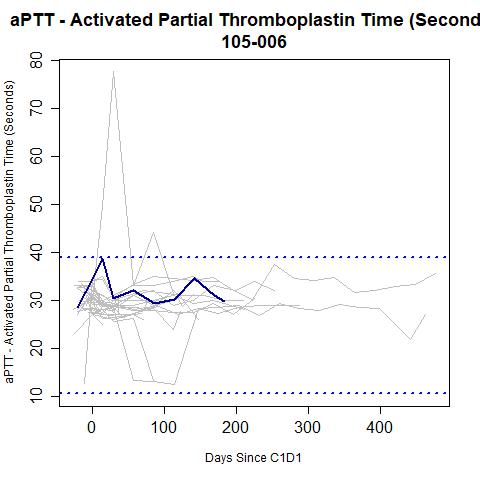 aPTT - Activated Partial Thromboplastin Time (Second
105-006
aPTT - Activated Partial Thromboplastin Time (Seconds)
80
70
60
50
40
30
20
10
0 100 200 300 400
Days Since C1D1